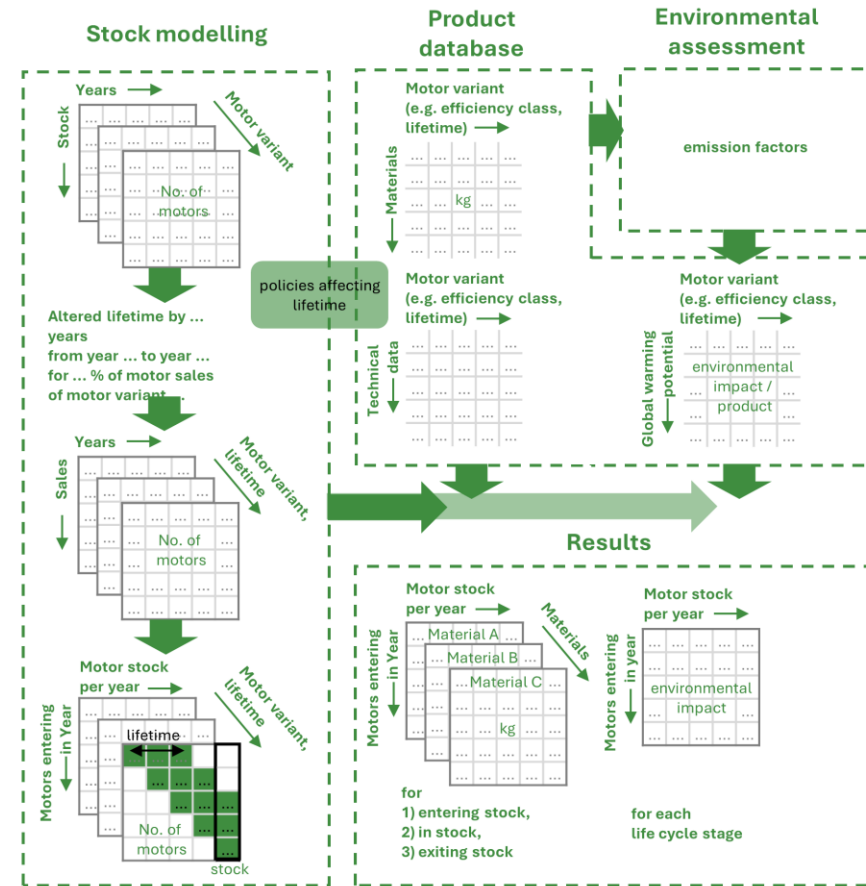 Stock modelling
Years
Stock
Motor variant
... ... ... ... ...
No. of
motors
Altered lifetime by ...
years
from year ... to year ...
for ... % of motor sales
of motor variant ...
Years
Sales
Motor variant,
lifetime
No. of
motors
Motor stock
per year
Motors entering
in Year
Motor variant,
lifetime
lifetime
No. of
motors
stock
policies affecting
lifetime
Product
database
Motor variant
(e.g. efficiency class,
lifetime)
Materials
kg
Motor variant
(e.g. efficiency class,
lifetime)
Technical
data
Environmental
assessment
emission factors
Motor variant
(e.g. efficiency class,
lifetime)
Global warming
potential
environmental
impact /
product
Results
Motor stock
per year
Motors entering
in Year
Materials
... Material A ...
... Material B ...
... Material C ...
kg
for
1) entering stock,
2) in stock,
3) exiting stock
Motor stock
per year
Motors entering
in year
environmental
impact
for each
life cycle stage